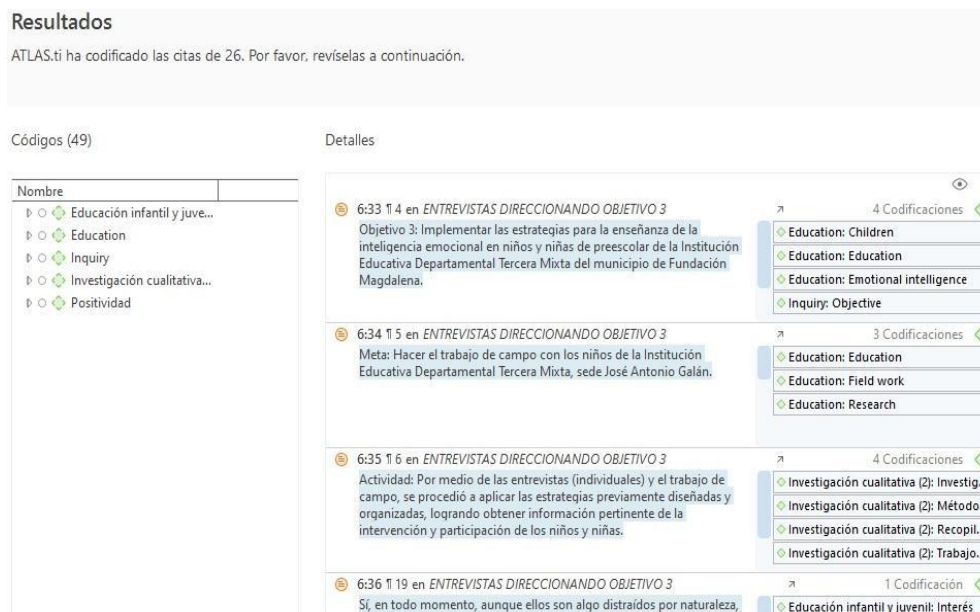 Resultados
ATLAS.ti ha codificado las citas de 26. Por favor, revíselas a continuación.
Códigos (49)
Detalles
Nombre
Educación infantil y juve...
Education
Inquiry
Investigación cualitativa...
Positividad
6:33 ¶ 4 en ENTREVISTAS DIRECCIONANDO OBJETIVO 3
Objetivo 3: Implementar las estrategias para la enseñanza de la
inteligencia emocional en niños y niñas de preescolar de la Institución
Educativa Departamental Tercera Mixta del municipio de Fundación
Magdalena.
4 Codificaciones
Education: Children
Education: Education
Education: Emotional intelligence
Inquiry: Objective
6:34 ¶ 5 en ENTREVISTAS DIRECCIONANDO OBJETIVO 3
Meta: Hacer el trabajo de campo con los niños de la Institución
Educativa Departamental Tercera Mixta, sede José Antonio Galán.
3 Codificaciones
Education: Education
Education: Field work
Education: Research
6:35 ¶ 6 en ENTREVISTAS DIRECCIONANDO OBJETIVO 3
Actividad: Por medio de las entrevistas (individuales) y el trabajo de
campo, se procedió a aplicar las estrategias previamente diseñadas y
organizadas, logrando obtener información pertinente de la
intervención y participación de los niños y niñas.
4 Codificaciones
Investigación cualitativa (2): Investig.
Investigación cualitativa (2): Método
Investigación cualitativa (2): Recopil.
Investigación cualitativa (2): Trabajo.
6:36 ¶ 19 en ENTREVISTAS DIRECCIONANDO OBJETIVO 3
Sí, en todo momento, aunque ellos son algo distraídos por naturaleza,
1 Codificación
Educación infantil y juvenil: Interés